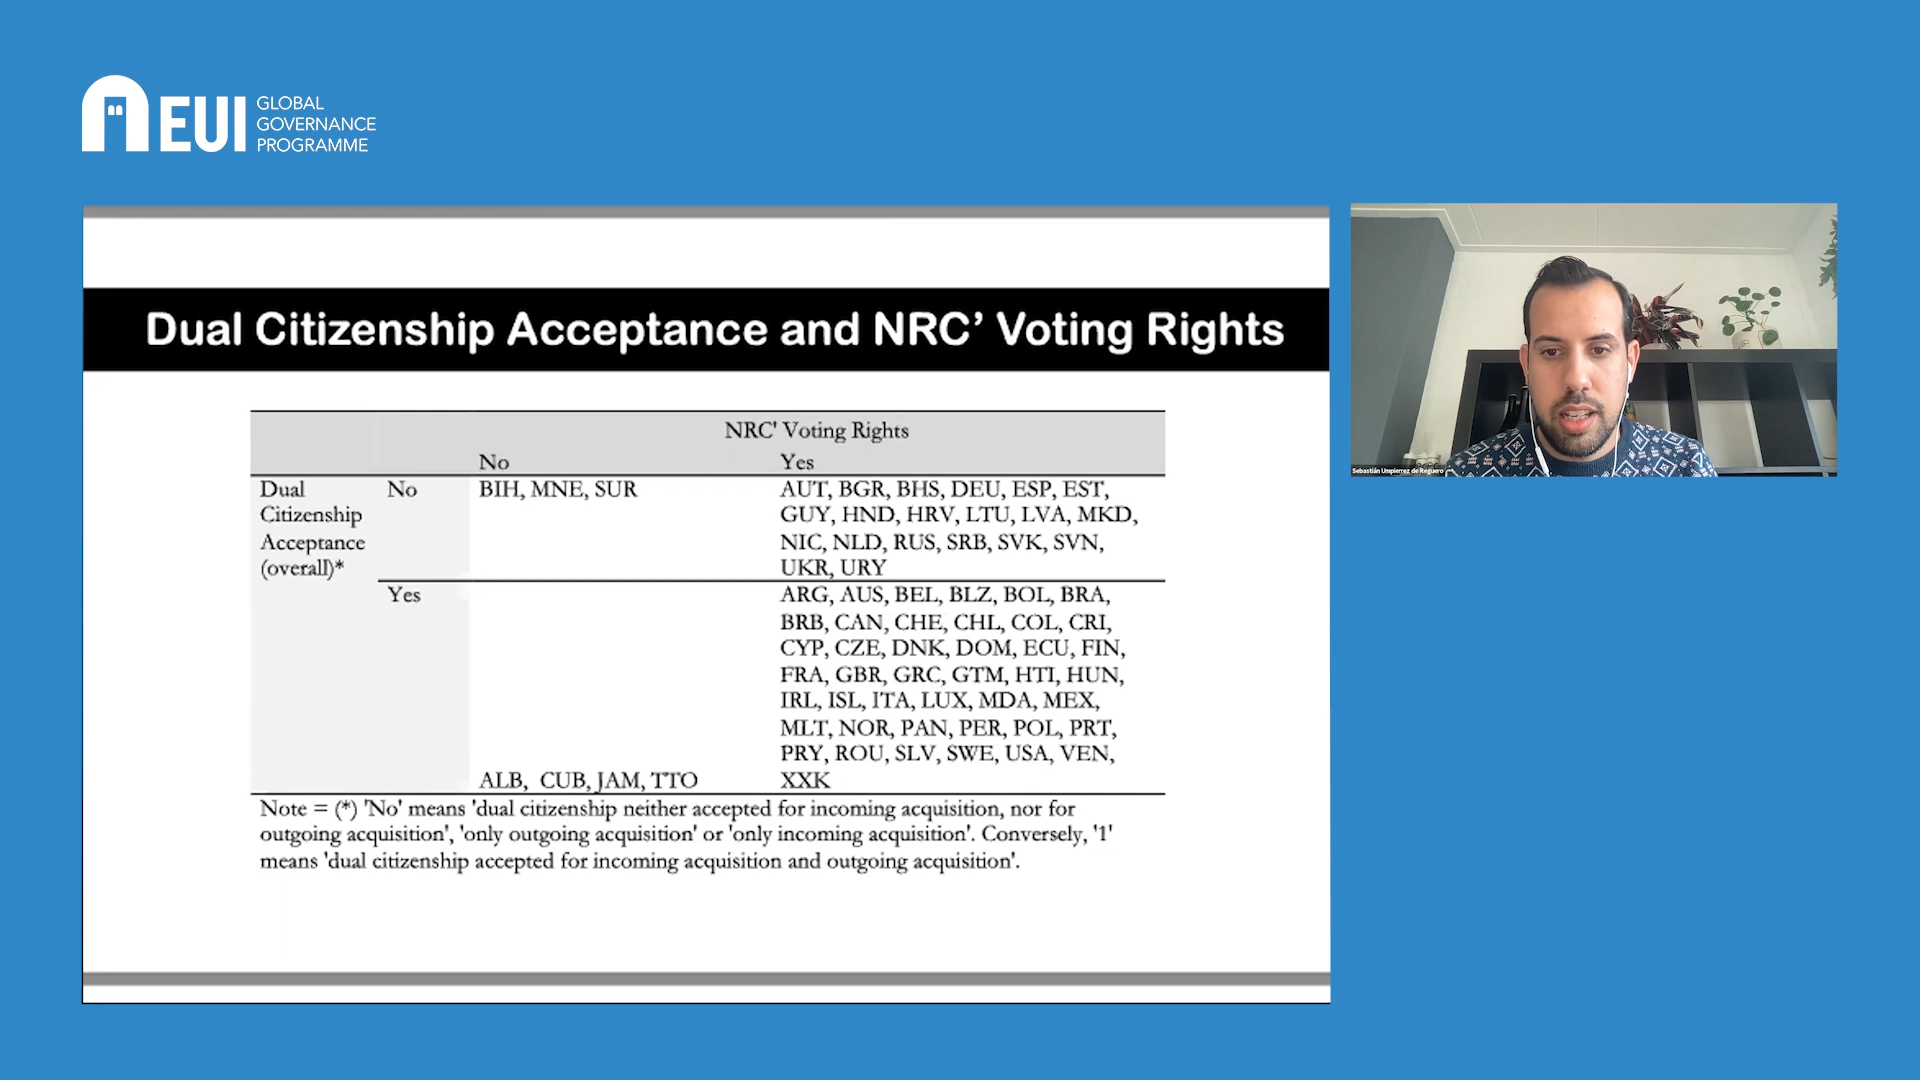 EUI
GLOBAL
GOVERNANCE
PROGRAMME
Dual Citizenship Acceptance and NRC’ Voting Rights
NRC' Voting Rights
No Yes
Dual Citizenship Acceptance (overall)*
No
BIH, MNE, SUR
AUT, BGR, BHS, DEU, ESP, EST,
GUY, HND, HRV, LTU, LVA, MKD,
NIC, NLD, RUS, SRB, SVK, SVN,
UKR, URY
Yes
ALB, CUB, JAM, TTO
ARG, AUS, BEL, BLZ, BOL, BRA,
BRB, CAN, CHE, CHL, COL, CRI,
CYP, CZE, DNK, DOM, ECU, FIN,
FRA, GBR, GRC, GTM, HTI, HUN,
IRL, ISL, ITA, LUX, MDA, MEX,
MLT, NOR, PAN, PER, POL, PRT,
PRY, ROU, SLV, SWE, USA, VEN,
XXK
Note = (*) 'No' means 'dual citizenship neither accepted for incoming acquisition, nor for
outgoing acquisition', 'only outgoing acquisition' or 'only incoming acquisition'. Conversely, '1'
means 'dual citizenship accepted for incoming acquisition and outgoing acquisition'.
Sebastián Umpierrez de Reguero